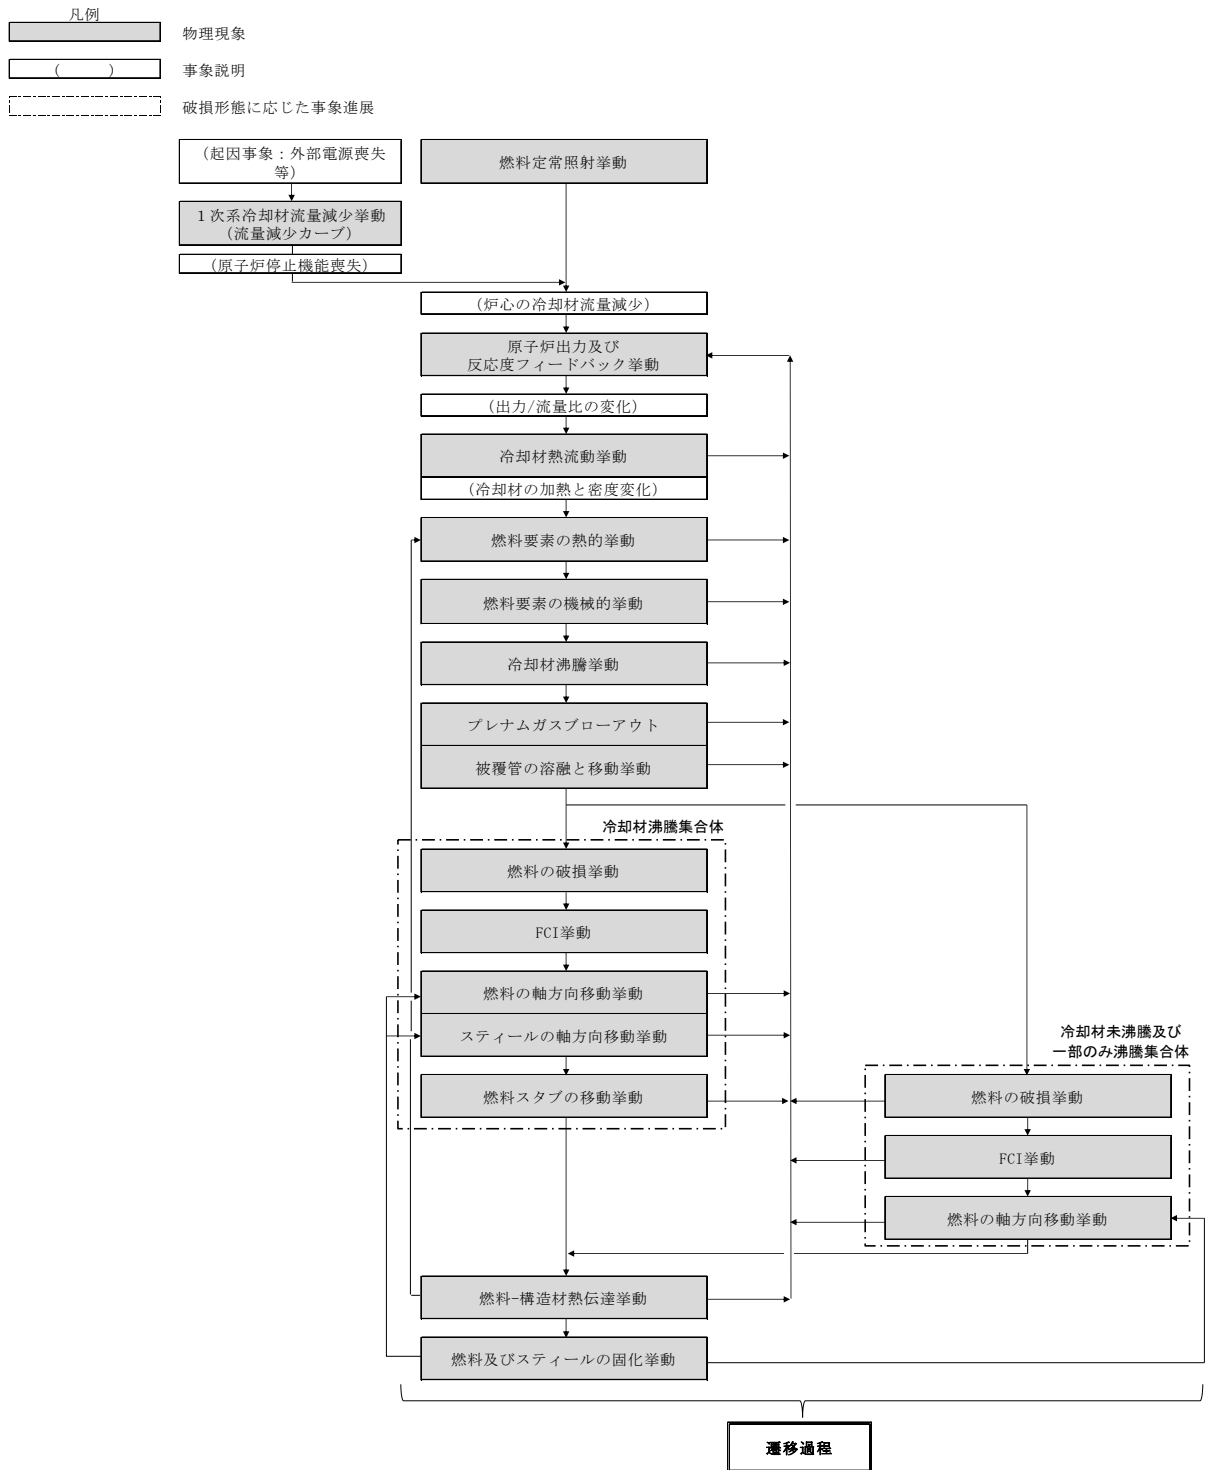 凡例
物理現象
（　　　）
事象説明
破損形態に応じた事象進展
（起因事象：外部電源喪失
等）
燃料定常照射挙動
１次系冷却材流量減少挙動
（流量減少カーブ）
（原子炉停止機能喪失）
（炉心の冷却材流量減少）
原子炉出力及び
反応度フィードバック挙動
（出力/流量比の変化）
冷却材熱流動挙動
（冷却材の加熱と密度変化）
燃料要素の熱的挙動
燃料要素の機械的挙動
冷却材沸騰挙動
プレナムガスブローアウト
被覆管の溶融と移動挙動
冷却材沸騰集合体
燃料の破損挙動
FCI挙動
燃料の軸方向移動挙動
スティールの軸方向移動挙動
燃料スタブの移動挙動
冷却材未沸騰及び
一部のみ沸騰集合体
燃料の破損挙動
FCI挙動
燃料の軸方向移動挙動
燃料-構造材熱伝達挙動
燃料及びスティールの固化挙動
遷移過程